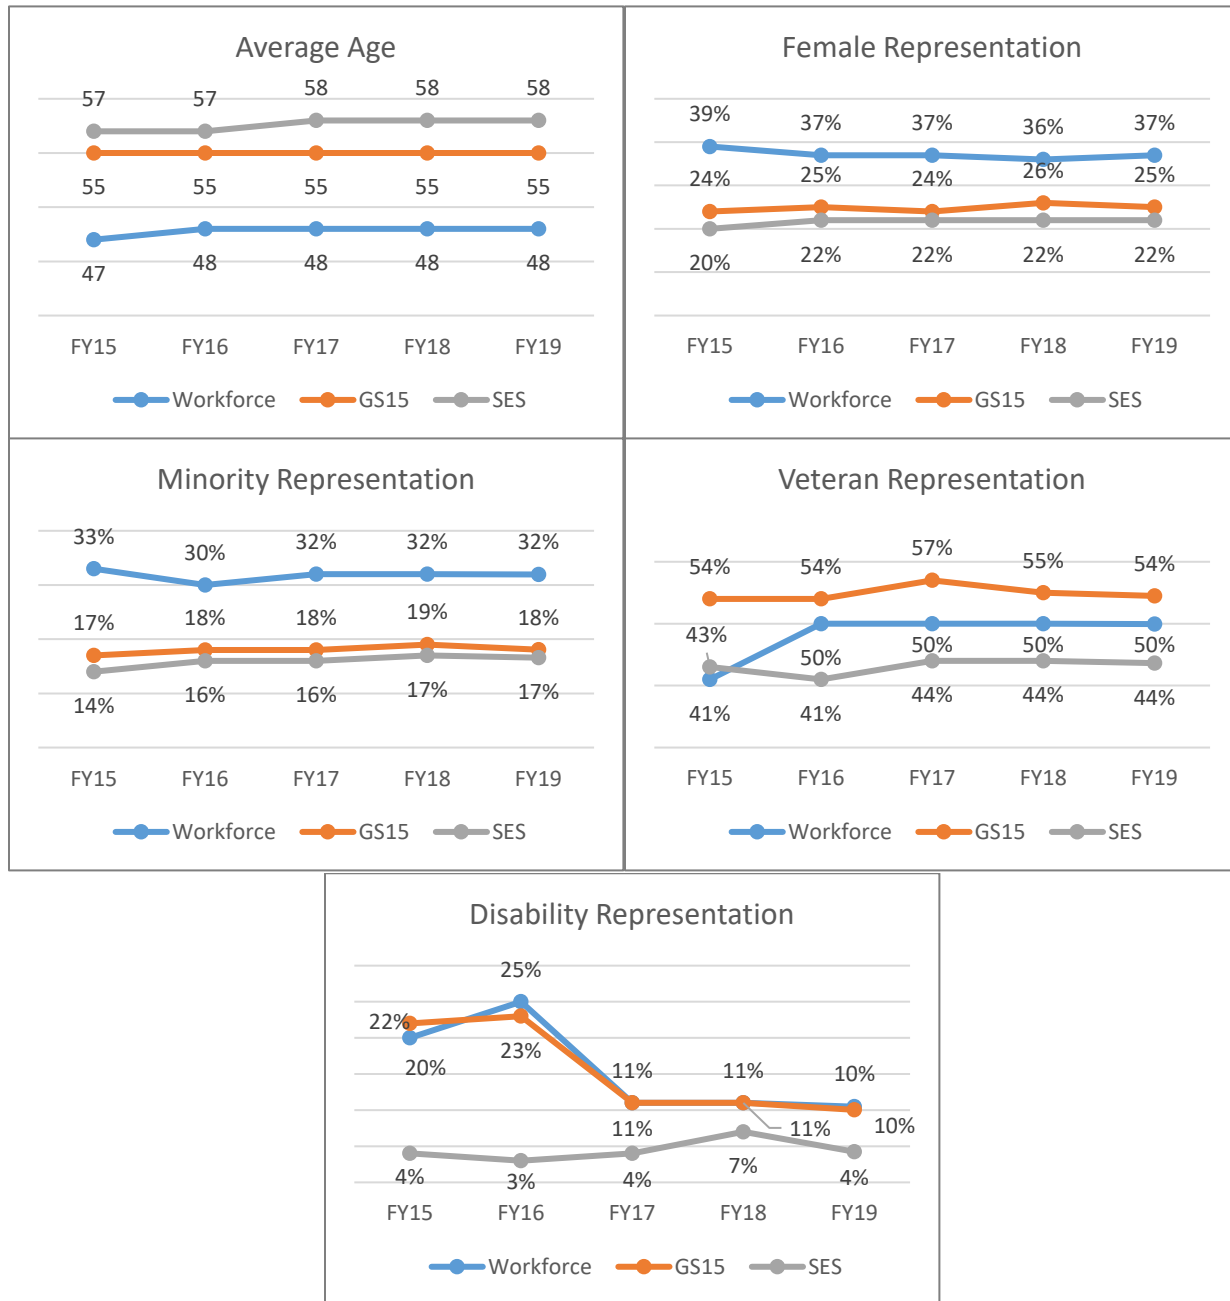 Average Age
57 57 58 58 58
55 55 55 55 55
47 48 48 48 48
FY15 FY16 FY17 FY18 FY19
Workforce GS15 SES
Female Representation
39% 37% 37% 36% 37%
24% 25% 24% 26% 25%
20% 22% 22% 22% 22%
FY15 FY16 FY17 FY18 FY19
Workforce GS15 SES
Minority Representation
33% 30% 32% 32% 32%
17% 18% 18% 19% 18%
14% 16% 16% 17% 17%
FY15 FY16 FY17 FY18 FY19
Workforce GS15 SES
Veteran Representation
54% 54% 57% 55% 54%
43% 50% 50% 50% 50%
41% 41% 44% 44% 44%
FY15 FY16 FY17 FY18 FY19
Workforce GS15 SES
Disability Representation
25%
22%
20% 23% 11% 11% 10%
11% 11% 10%
4% 3% 4% 7% 4%
FY15 FY16 FY17 FY18 FY19
Workforce GS15 SES